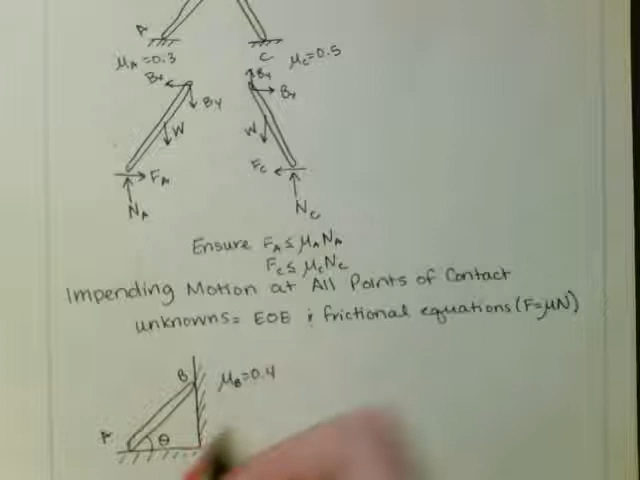 A
C
μA=0.3
μC=0.5
Bx
By
By
Bx
W
W
FA
FC
NA
NC
Ensure FA≤μANA
FC≤μCNC
Impending Motion at All Points of Contact
unknowns = EOE & frictional equations (F=μN)
B
μB=0.4
A
θ